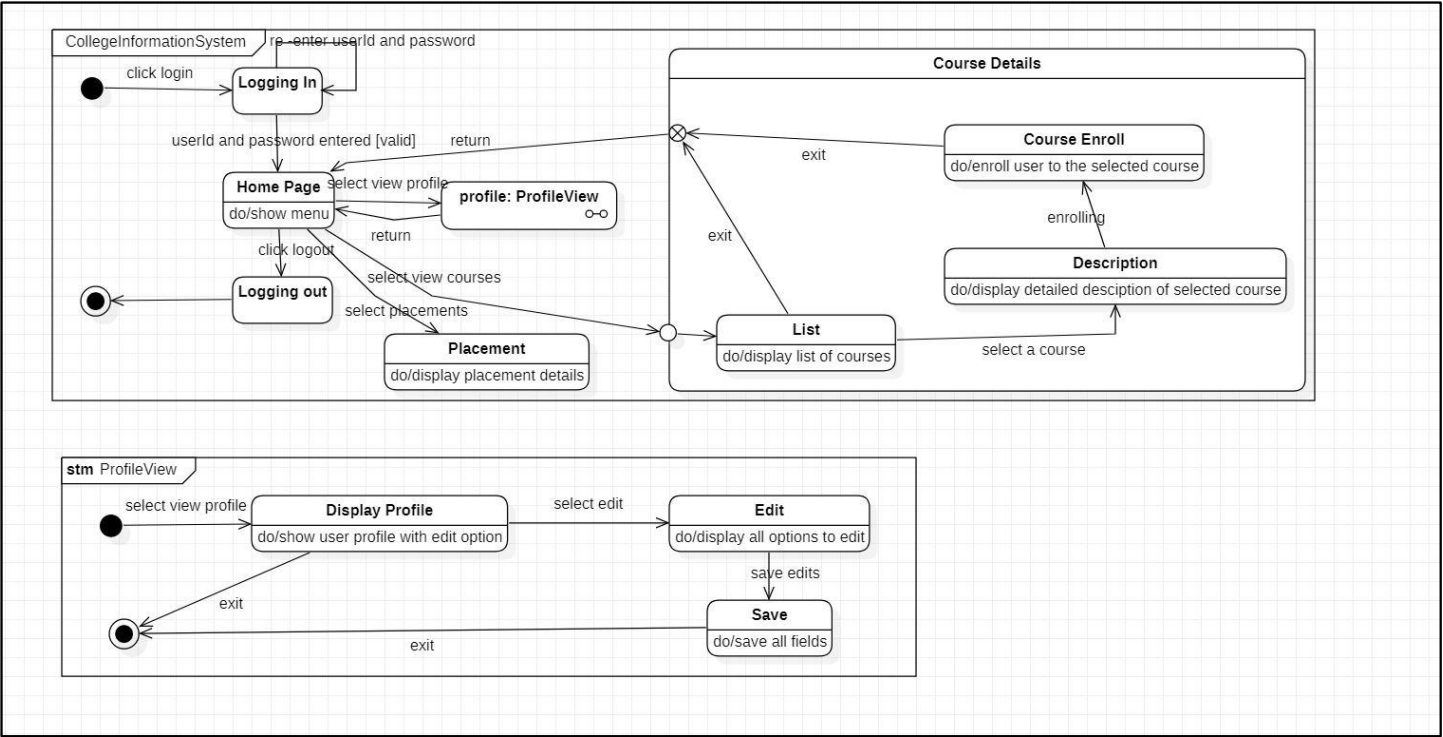 CollegeInformationSystem
re -enter userId and password
click login
Logging In
userId and password entered [valid]
return
Home Page
do/show menu
select view profile
profile: ProfileView
return
click logout
Logging out
select view courses
select placements
Placement
do/display placement details
Course Details
exit
Course Enroll
do/enroll user to the selected course
exit
enrolling
Description
do/display detailed desciption of selected course
List
do/display list of courses
select a course
stm ProfileView
select view profile
Display Profile
do/show user profile with edit option
select edit
Edit
do/display all options to edit
save edits
Save
do/save all fields
exit
exit